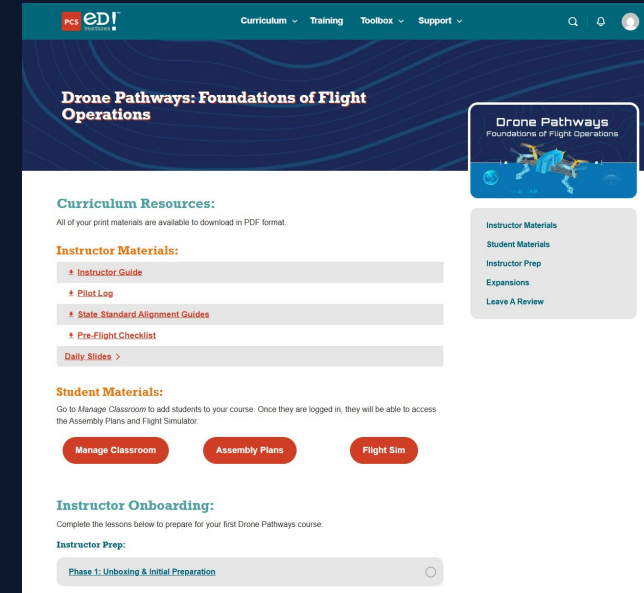 PCS eD!
ventures!
Curriculum Training Toolbox Support
Drone Pathways: Foundations of Flight
Operations
Drone Pathways
Foundations of Flight Operations
Curriculum Resources:
All of your print materials are available to download in PDF format.
Instructor Materials:
Instructor Guide
Pilot Log
State Standard Alignment Guides
Pre-Flight Checklist
Daily Slides >
Instructor Materials
Student Materials
Instructor Prep
Expansions
Leave A Review
Student Materials:
Go to Manage Classroom to add students to your course. Once they are logged in, they will be able to access
the Assembly Plans and Flight Simulator.
Manage Classroom Assembly Plans Flight Sim
Instructor Onboarding:
Complete the lessons below to prepare for your first Drone Pathways course.
Instructor Prep:
Phase 1: Unboxing & Initial Preparation